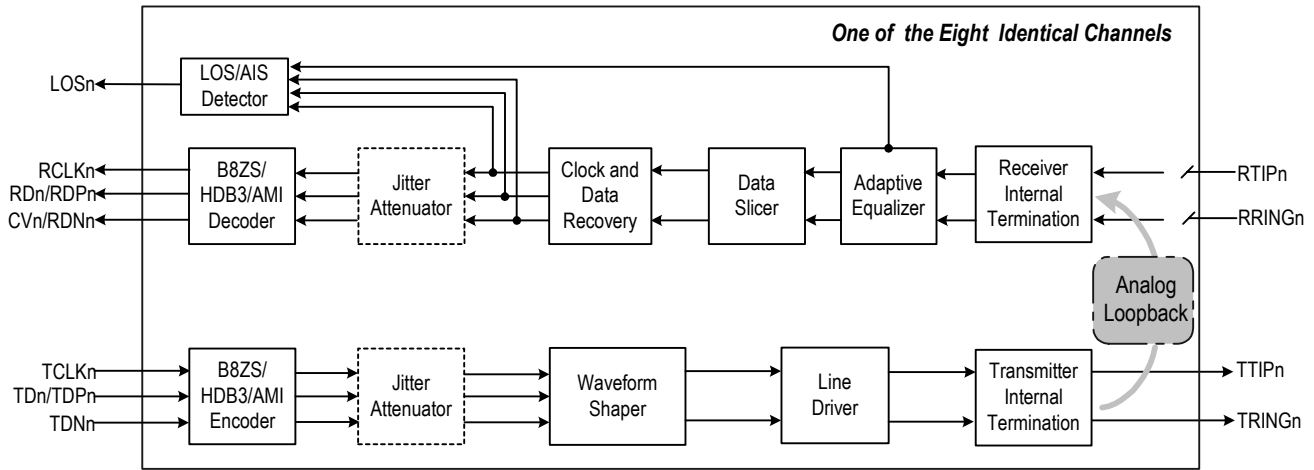 One of the Eight Identical Channels
LOSn
LOS/AIS
Detector
RCLKn
RDn/RDPn
CVn/RDNn
B8ZS/
HDB3/AMI
Decoder
Jitter
Attenuator
Clock and
Data
Recovery
Data
Slicer
Adaptive
Equalizer
Receiver
Internal
Termination
RTIPn
RRINGn
Analog
Loopback
TCLKn
TDn/TDPn
TDNn
B8ZS/
HDB3/AMI
Encoder
Jitter
Attenuator
Waveform
Shaper
Line
Driver
Transmitter
Internal
Termination
TTIPn
TRINGn